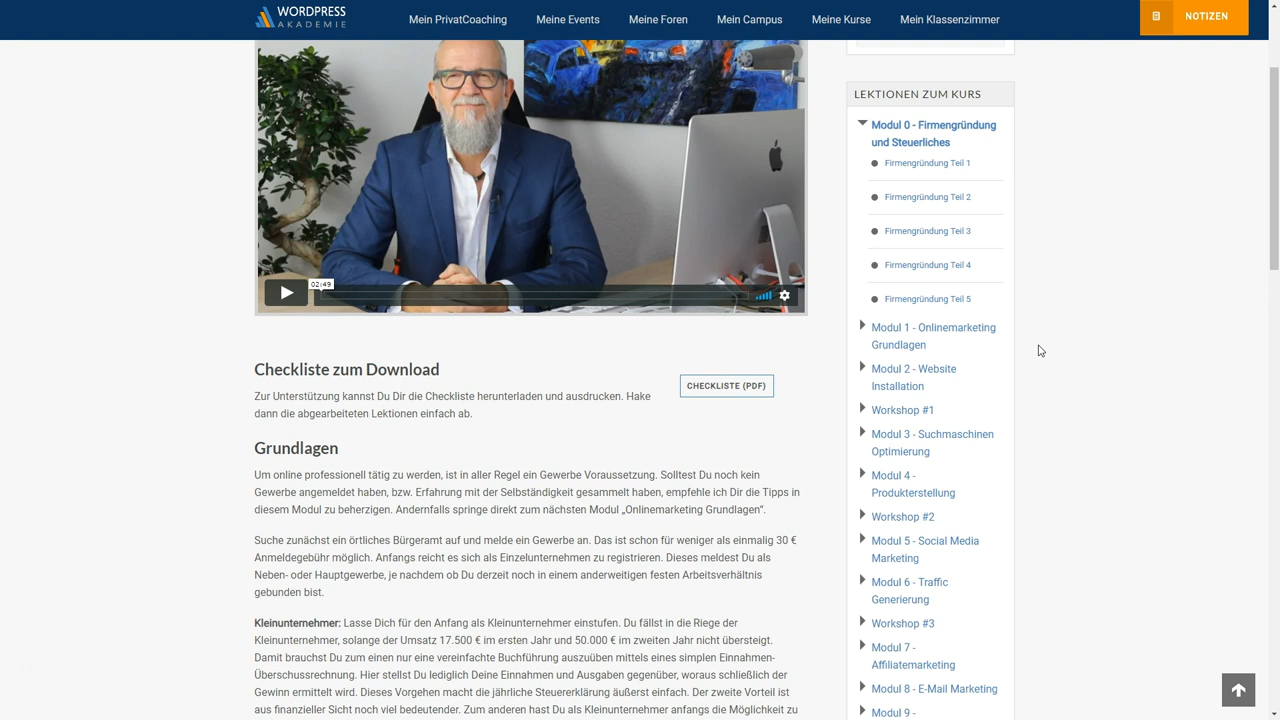 WORDPRESS
AKADEMIE
Mein PrivatCoaching
Meine Events
Meine Foren
Mein Campus
Meine Kurse
Mein Klassenzimmer
NOTIZEN
02:49
Checkliste zum Download
Zur Unterstützung kannst Du Dir die Checkliste herunterladen und ausdrucken. Hake
dann die abgearbeiteten Lektionen einfach ab.
CHECKLISTE (PDF)
Grundlagen
Um online professionell tätig zu werden, ist in aller Regel ein Gewerbe Voraussetzung. Solltest Du noch kein
Gewerbe angemeldet haben, bzw. Erfahrung mit der Selbständigkeit gesammelt haben, empfehle ich Dir die Tipps in
diesem Modul zu beherzigen. Andernfalls springe direkt zum nächsten Modul „Onlinemarketing Grundlagen“.
Suche zunächst ein örtliches Bürgeramt auf und melde ein Gewerbe an. Das ist schon für weniger als einmalig 30 €
Anmeldegebühr möglich. Anfangs reicht es sich als Einzelunternehmen zu registrieren. Dieses meldest Du als
Neben- oder Hauptgewerbe, je nachdem ob Du derzeit noch in einem anderweitigen festen Arbeitsverhältnis
gebunden bist.
Kleinunternehmer: Lasse Dich für den Anfang als Kleinunternehmer einstufen. Du fällst in die Riege der
Kleinunternehmer, solange der Umsatz 17.500 € im ersten Jahr und 50.000 € im zweiten Jahr nicht übersteigt.
Damit brauchst Du zum einen nur eine vereinfachte Buchführung auszuüben mittels eines simplen Einnahmen-
Überschussrechnung. Hier stellst Du lediglich Deine Einnahmen und Ausgaben gegenüber, woraus schließlich der
Gewinn ermittelt wird. Dieses Vorgehen macht die jährliche Steuererklärung äußerst einfach. Der zweite Vorteil ist
aus finanzieller Sicht noch viel bedeutender. Zum anderen hast Du als Kleinunternehmer anfangs die Möglichkeit zu
LEKTIONEN ZUM KURS
Modul 0 - Firmengründung
und Steuerliches
Firmengründung Teil 1
Firmengründung Teil 2
Firmengründung Teil 3
Firmengründung Teil 4
Firmengründung Teil 5
Modul 1 - Onlinemarketing
Grundlagen
Modul 2 - Website
Installation
Workshop #1
Modul 3 - Suchmaschinen
Optimierung
Modul 4 -
Produkterstellung
Workshop #2
Modul 5 - Social Media
Marketing
Modul 6 - Traffic
Generierung
Workshop #3
Modul 7 -
Affiliatemarketing
Modul 8 - E-Mail Marketing
Modul 9 -